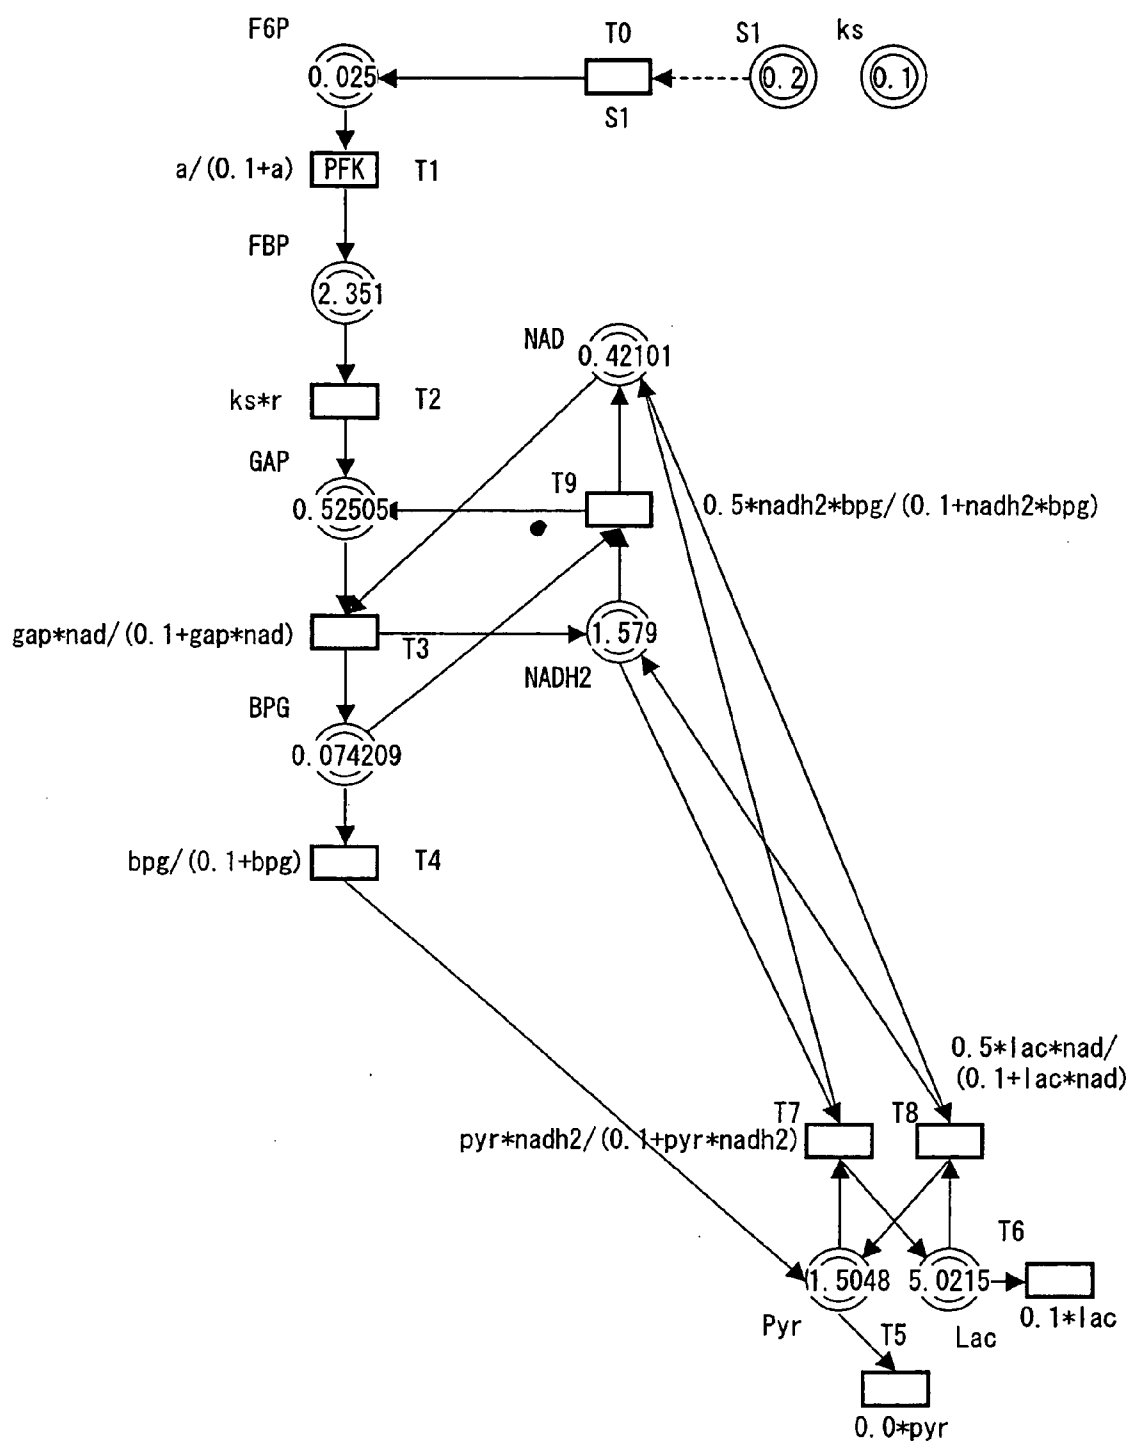 F6P
T0
S1
ks
0.025
0.2
0.1
S1
a/(0.1+a)
PFK
T1
FBP
2.351
NAD
0.42101
ks*r
T2
GAP
T9
0.52505
0.5*nadh2*bpg/(0.1+nadh2*bpg)
gap*nad/(0.1+gap*nad)
T3
1.579
NADH2
BPG
0.074209
bpg/(0.1+bpg)
T4
0.5*lac*nad/
(0.1+lac*nad)
T7
T8
pyr*nadh2/(0.1+pyr*nadh2)
T6
1.5048
5.0215
0.1*lac
Pyr
T5
Lac
0.0*pyr